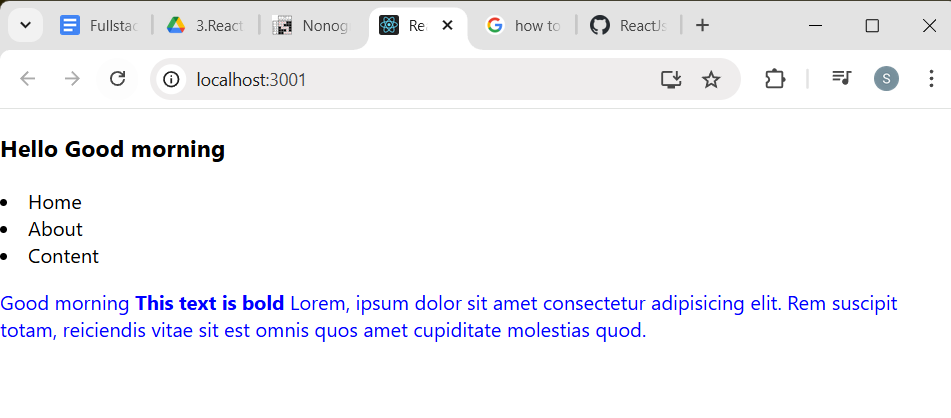 Fullstac
3.React
Nonog
Re
how to
ReactJs
localhost:3001
S
Hello Good morning
Home
About
Content
Good morning This text is bold Lorem, ipsum dolor sit amet consectetur adipisicing elit. Rem suscipit
totam, reiciendis vitae sit est omnis quos amet cupiditate molestias quod.